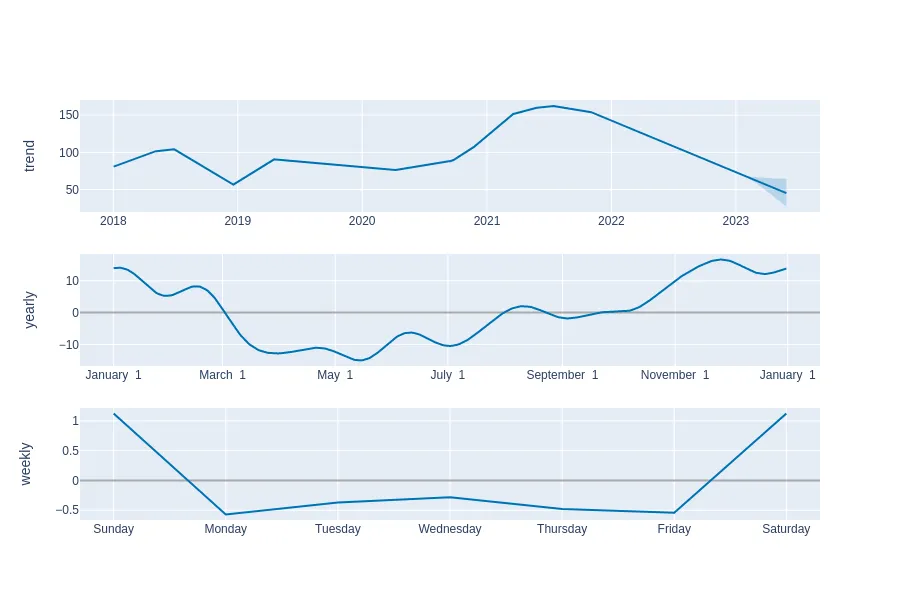 trend
150
100
50
2018 2019 2020 2021 2022 2023
yearly
10
0
−10
January 1 March 1 May 1 July 1 September 1 November 1 January 1
weekly
1
0.5
0
−0.5
Sunday Monday Tuesday Wednesday Thursday Friday Saturday